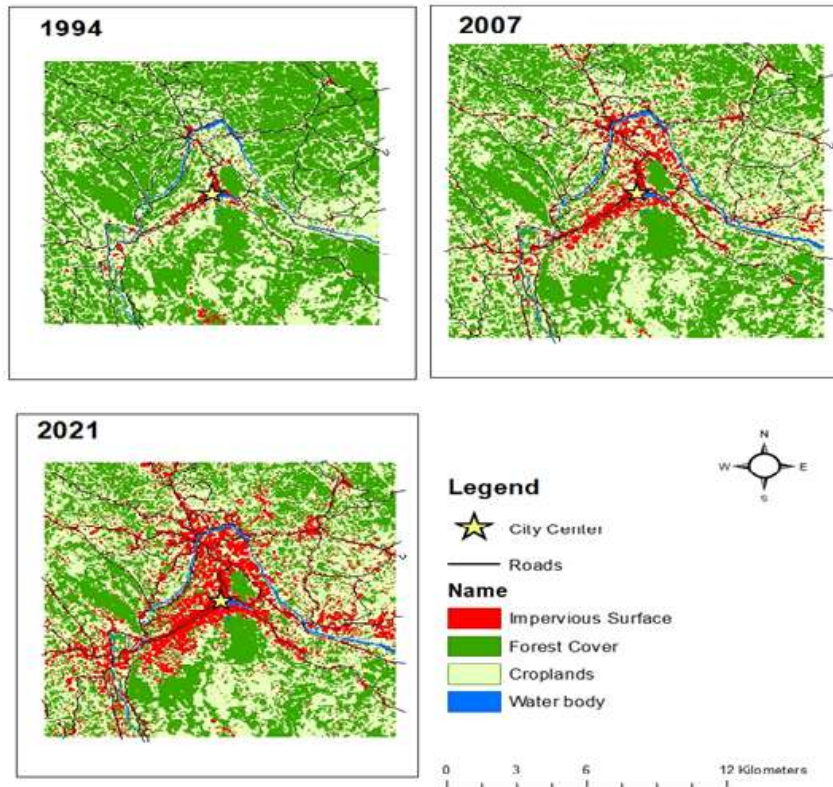 1994
2007
2021
N
W E
S
Legend
City Center
Roads
Name
Impervious Surface
Forest Cover
Croplands
Water body
0 3 6 12 Kilometers